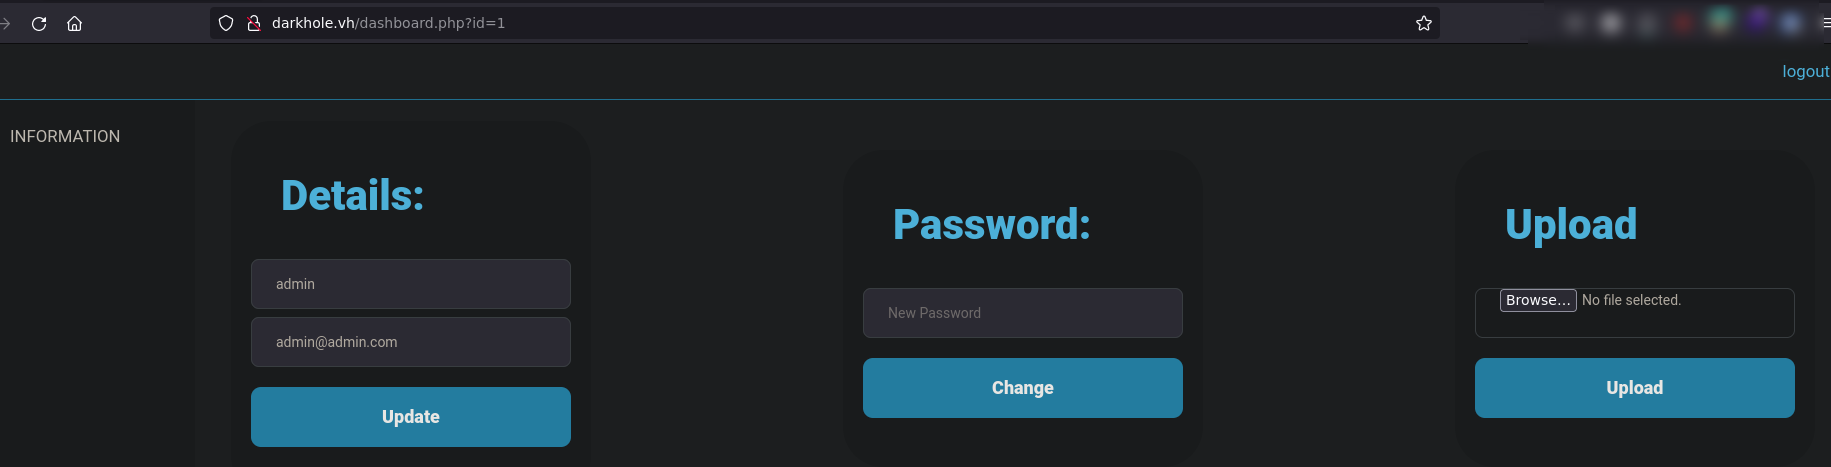 darkhole.vh/dashboard.php?id=1
logout
INFORMATION
Details:
admin
admin@admin.com
Update
Password:
New Password
Change
Upload
Browse... No file selected.
Upload